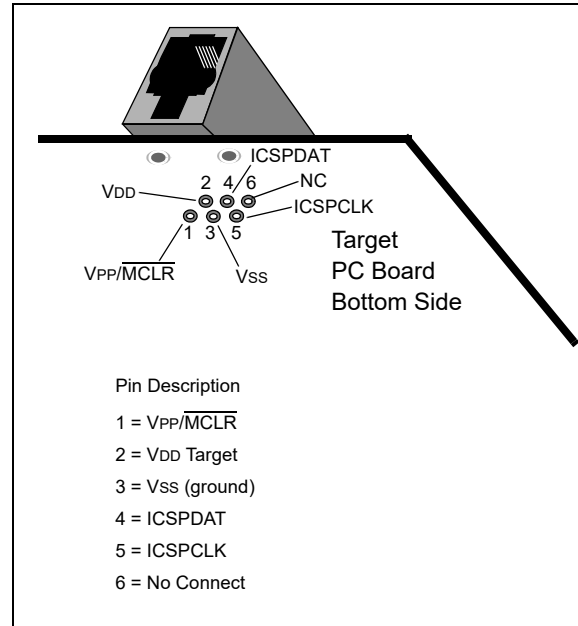 ICSPDAT
VDD
2 4 6
NC
ICSPCLK
1 3 5
VPP/MCLR
VSS
Target
PC Board
Bottom Side
Pin Description
1 = VPP/MCLR
2 = VDD Target
3 = VSS (ground)
4 = ICSPDAT
5 = ICSPCLK
6 = No Connect